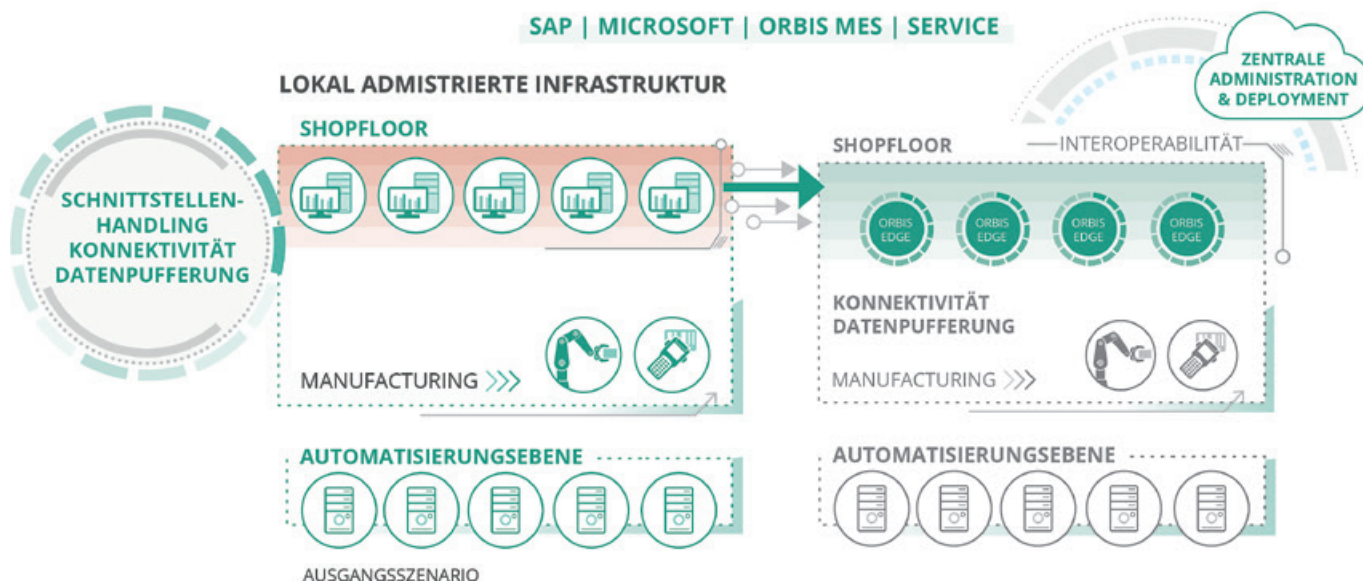 SAP | MICROSOFT | ORBIS MES | SERVICE
ZENTRALE
ADMINISTRATION
& DEPLOYMENT
LOKAL ADMISTRIERTE INFRASTRUKTUR
SHOPFLOOR
SCHNITTSTELLEN-
HANDLING
KONNEKTIVITÄT
DATENPUFFERUNG
MANUFACTURING
AUTOMATISIERUNGSEBENE
AUSGANGSSZENARIO
SHOPFLOOR
INTEROPERABILITÄT
ORBIS
EDGE
ORBIS
EDGE
ORBIS
EDGE
ORBIS
EDGE
KONNEKTIVITÄT
DATENPUFFERUNG
MANUFACTURING
AUTOMATISIERUNGSEBENE